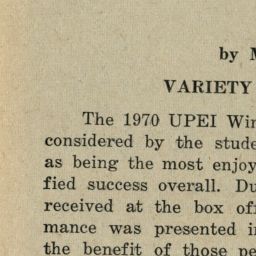 by M
VARIETY
The 1970 UPEI Win
considered by the stude
as being the most enjoy
fied success overall. Du
received at the box off
mance was presented i
the benefit of those pe